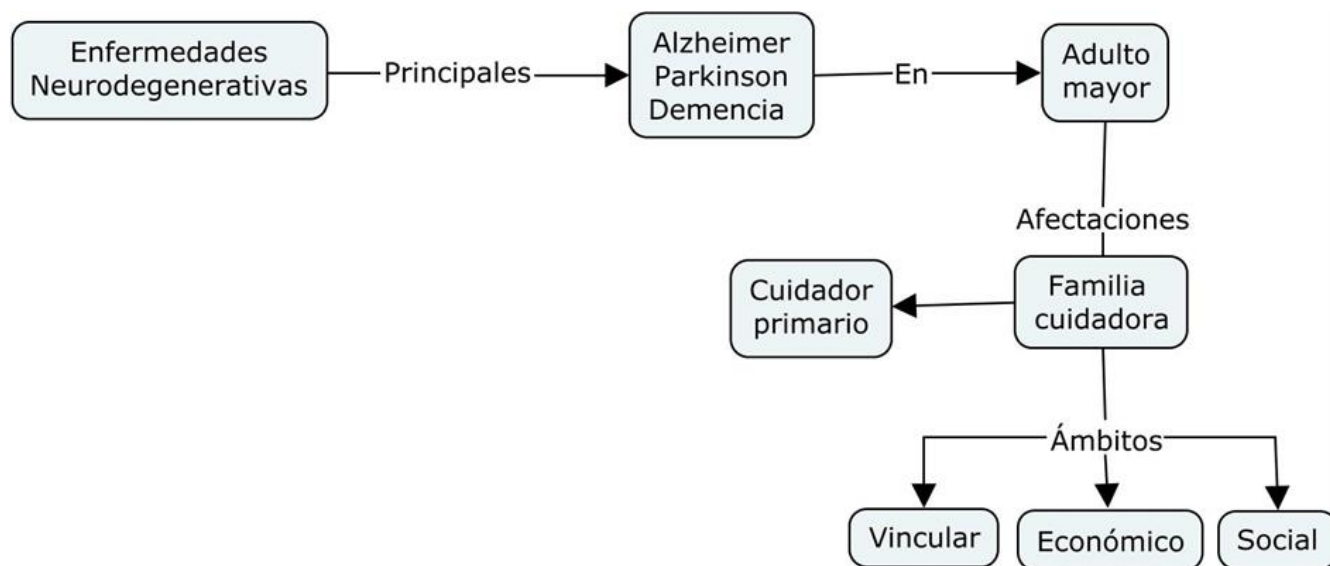 Enfermedades
Neurodegenerativas
Principales
Alzheimer
Parkinson
Demencia
En
Adulto
mayor
Afectaciones
Cuidador
primario
Familia
cuidadora
Ámbitos
Vincular
Económico
Social